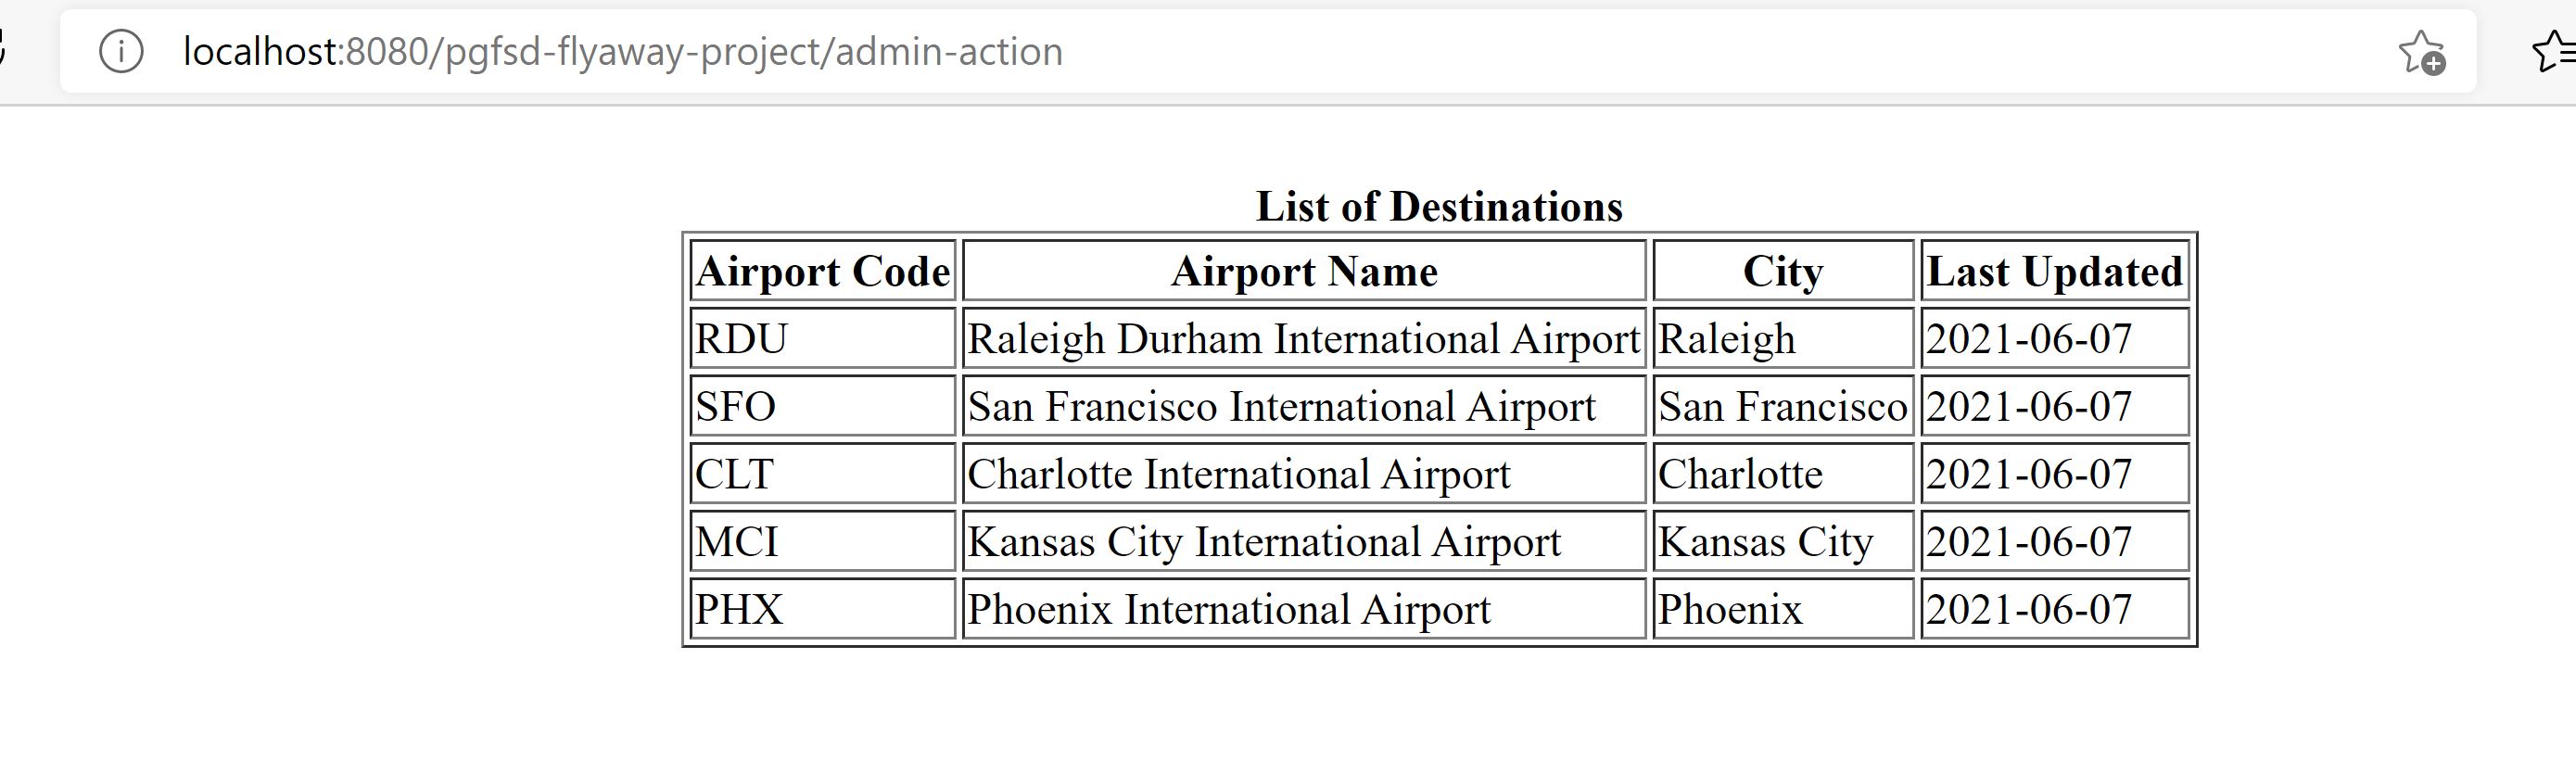 localhost:8080/pgfsd-flyaway-project/admin-action
List of Destinations
Airport Code Airport Name City Last Updated
RDU Raleigh Durham International Airport Raleigh 2021-06-07
SFO San Francisco International Airport San Francisco 2021-06-07
CLT Charlotte International Airport Charlotte 2021-06-07
MCI Kansas City International Airport Kansas City 2021-06-07
PHX Phoenix International Airport Phoenix 2021-06-07